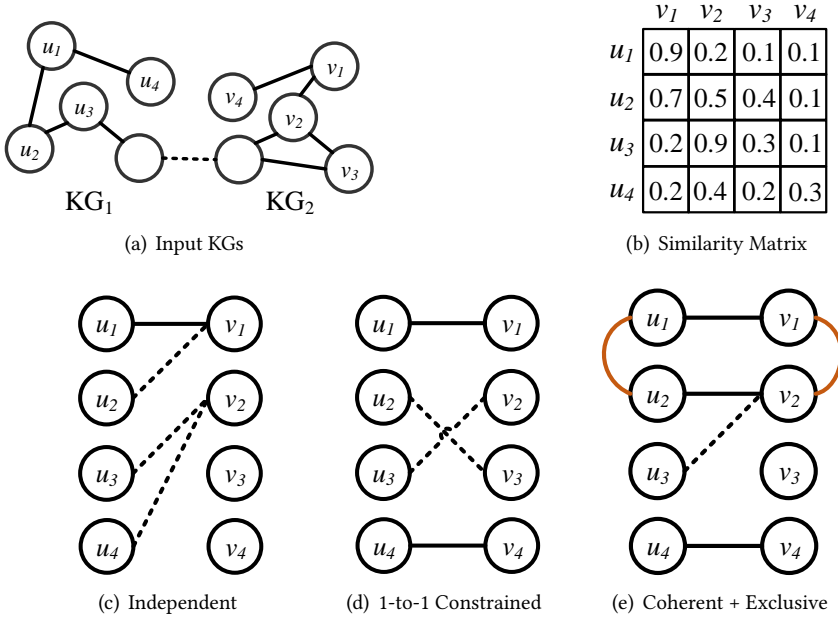 u1
u4
u3
u2
KG1
v1
v4
v2
v3
KG2
(a) Input KGs
v1 v2 v3 v4
u1 0.9 0.2 0.1 0.1
u2 0.7 0.5 0.4 0.1
u3 0.2 0.9 0.3 0.1
u4 0.2 0.4 0.2 0.3
(b) Similarity Matrix
u1 v1
u2 v2
u3 v3
u4 v4
(c) Independent
u1 v1
u2 v2
u3 v3
u4 v4
(d) 1-to-1 Constrained
u1 v1
u2 v2
u3 v3
u4 v4
(e) Coherent + Exclusive